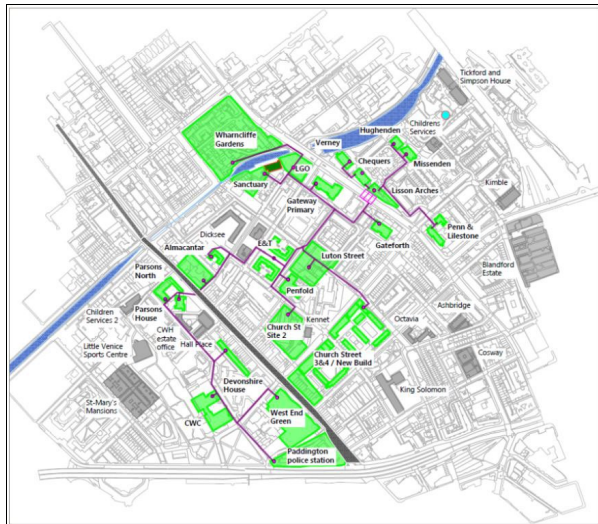 Tickford and
Simpson House
Childrens
Services
Hughenden
Wharncliffe
Gardens
Verney
Chequers
Missenden
LGO
Sanctuary
Lisson Arches
Kimble
Gateway
Primary
Penn &
Lilestone
Dicksee
E&T
Gateforth
Almacantar
Luton Street
Blandford
Estate
Parsons
North
Penfold
Parsons
House
Children
Services 2
CWH
estate
office
Church St
Site 2
Kennet
Octavia
Ashbridge
Little Venice
Sports Centre
Hall Place
Church Street
3&4 / New Build
Cosway
Devonshire
House
King Solomon
St-Mary's
Mansions
CWC
West End
Green
Paddington
police station